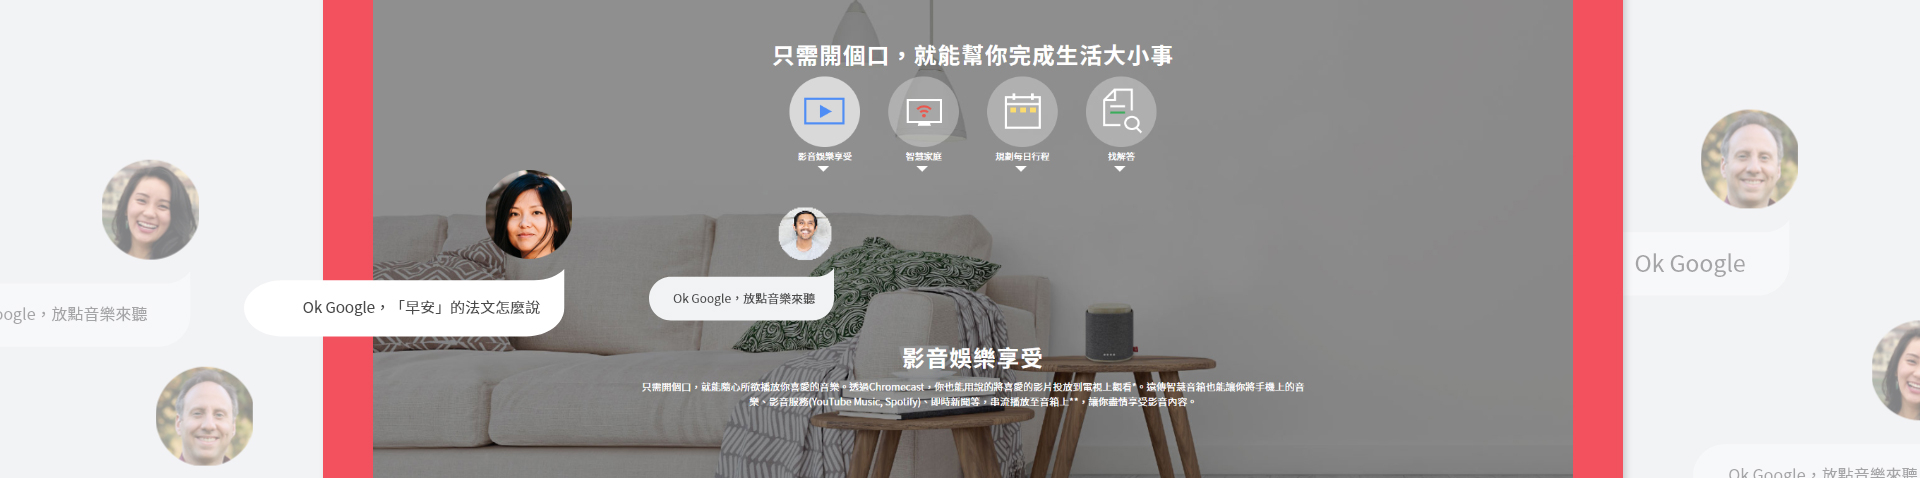 只需開個口，就能幫你完成生活大小事
影音娛樂享受
智慧家庭
規劃每日行程
找解答
Ok Google
oogle，放點音樂來聽
Ok Google，「早安」的法文怎麼說
Ok Google，放點音樂來聽
影音娛樂享受
只需開個口，就能隨心所欲播放你喜愛的音樂。透過Chromecast，你也能用說的將喜愛的影片投放到電視上觀看*。遠傳智慧音箱也能讓你將手機上的音
樂、影音服務(YouTube Music, Spotify)、即時新聞等，串流播放至音箱上**，讓你盡情享受影音內容。
Ok Google，放點音樂來聽